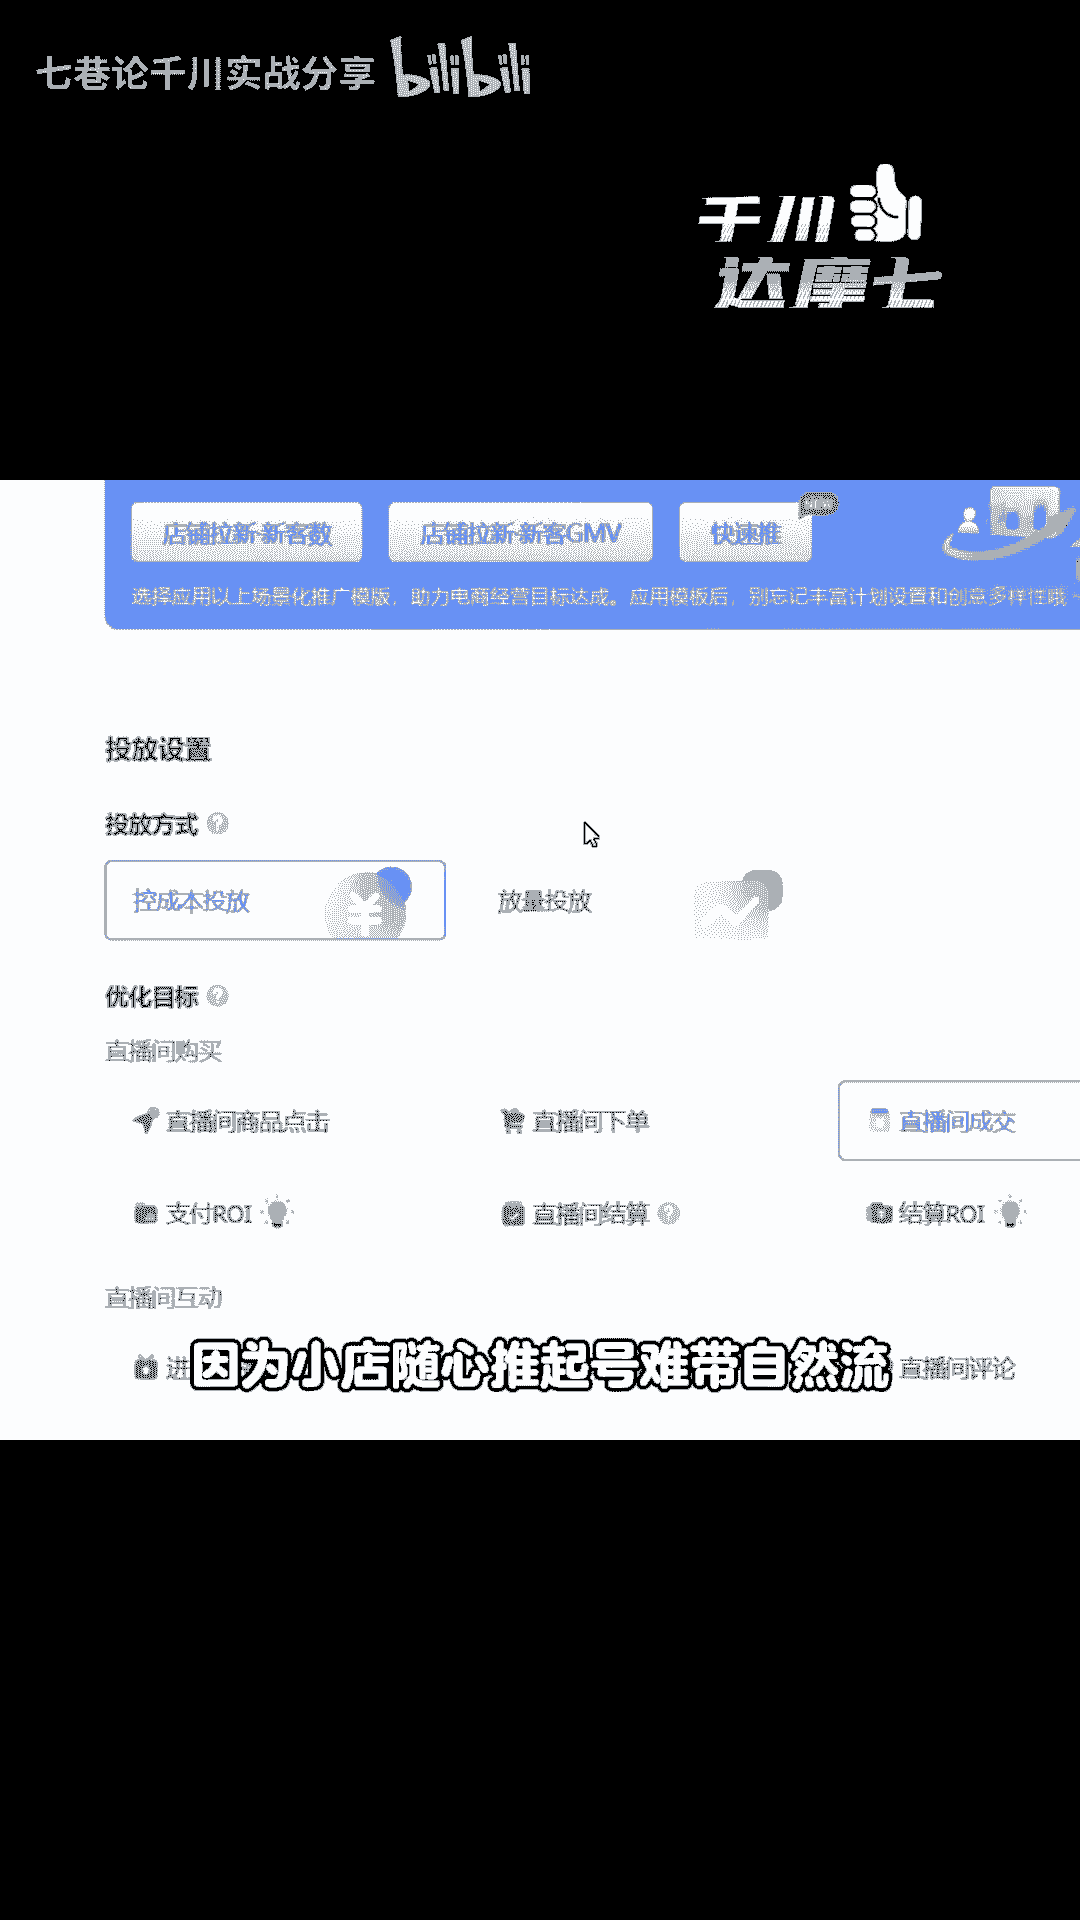 七巷论千川实战分享 bilibili
千川
达摩七
店铺拉新-新客数 店铺拉新-新客GMV 快速推
选择应用以上场景化推广模版，助力电商经营目标达成。应用模板后，别忘记丰富计划设置和创意多样性哦
投放设置
投放方式
控成本投放 放量投放
优化目标
直播间购买
直播间商品点击 直播间下单 直播间成交
支付ROI 直播间结算 结算ROI
直播间互动
进 因为小店随心推起号难带自然流 直播间评论